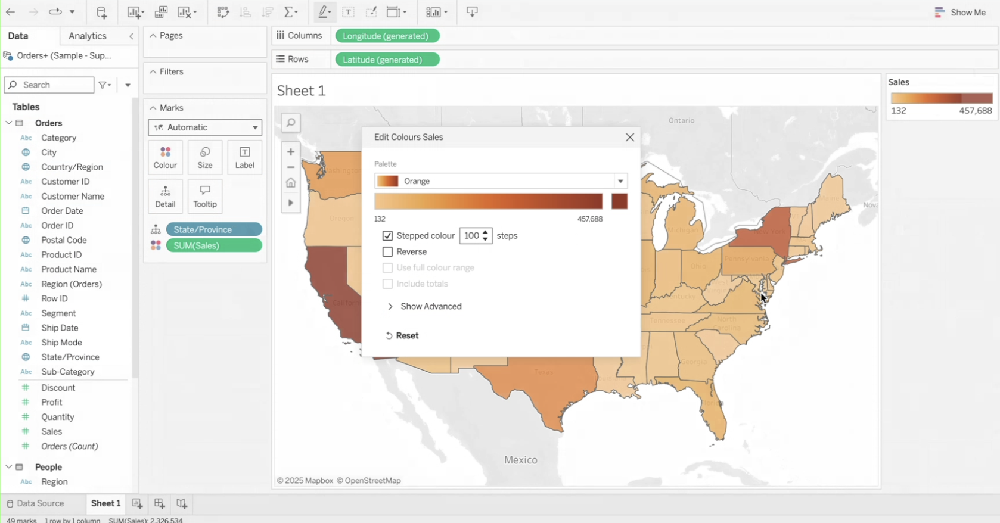 Show Me
Data
Analytics
Orders+ (Sample - Sup...
Search
Tables
Orders
Abc Category
City
Country/Region
Abc Customer ID
Abc Customer Name
Order Date
Abc Order ID
Postal Code
Abc Product ID
Abc Product Name
Abc Region (Orders)
# Row ID
Abc Segment
Ship Date
Abc Ship Mode
State/Province
Abc Sub-Category
# Discount
# Profit
# Quantity
# Sales
# Orders (Count)
People
Abc Region
Pages
Filters
Marks
Automatic
Colour
Size
Label
Detail
Tooltip
State/Province
SUM(Sales)
Columns
Longitude (generated)
Rows
Latitude (generated)
Sheet 1
Ontario
Washington
Oregon
Maine
Michigan
Pennsylvania
Ohio
West
Tennessee
North
Carolina
Georgia
Texas
Florida
Mexico
© 2025 Mapbox © OpenStreetMap
Edit Colours Sales
Palette
Orange
132
457,688
Stepped colour 100 steps
Reverse
Use full colour range
Include totals
Show Advanced
Reset
Sales
132
457,688
Data Source
Sheet 1
49 marks 1 row by 1 column SUM(Sales): 2,326,534